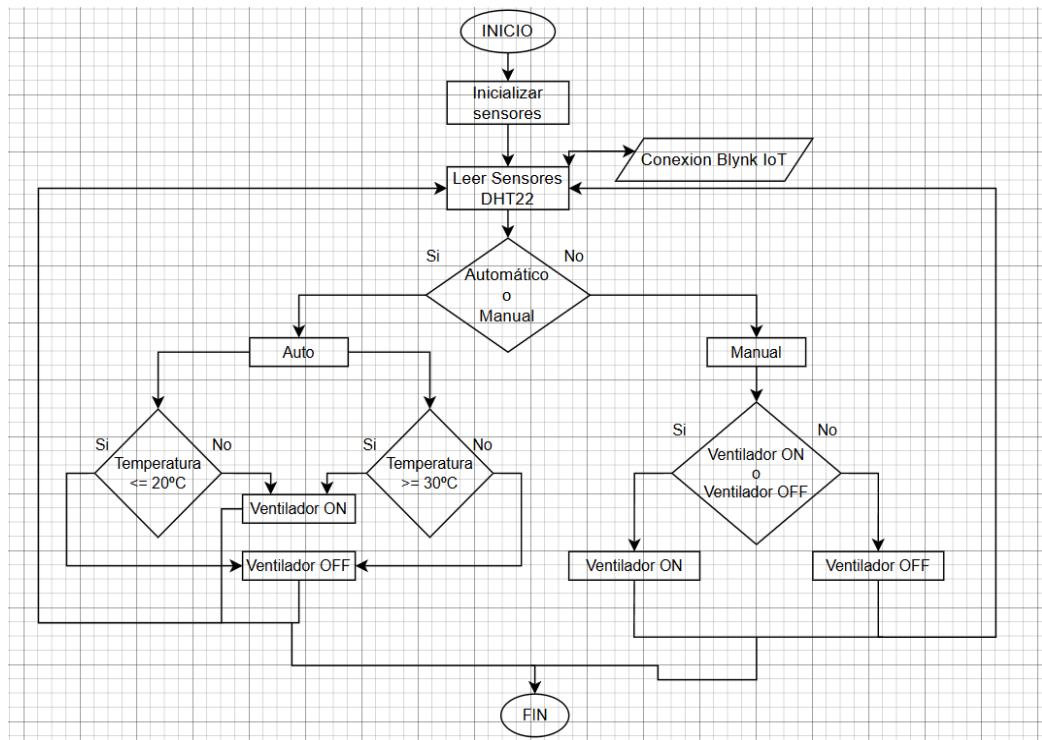 INICIO
Inicializar
sensores
Conexion Blynk IoT
Leer Sensores
DHT22
Si
No
Automático
o
Manual
Auto
Manual
Si
No
Temperatura
<= 20ºC
Si
No
Temperatura
>= 30ºC
Si
No
Ventilador ON
o
Ventilador OFF
Ventilador ON
Ventilador OFF
Ventilador ON
Ventilador OFF
FIN